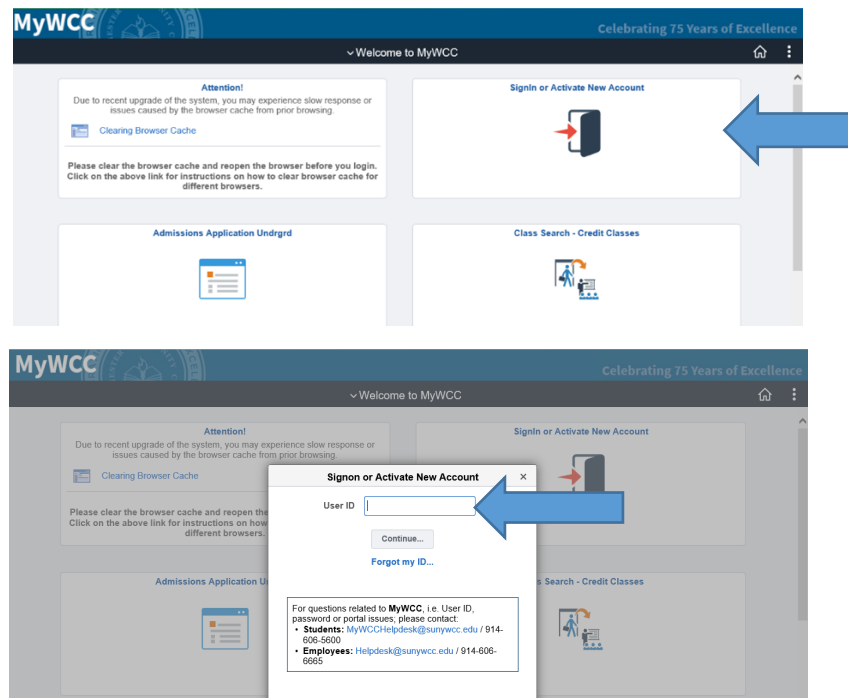 MyWCC
Celebrating 75 Years of Excellence
Welcome to MyWCC
Attention!
Due to recent upgrade of the system, you may experience slow response or
issues caused by the browser cache from prior browsing.
Clearing Browser Cache
Please clear the browser cache and reopen the browser before you login.
Click on the above link for instructions on how to clear browser cache for
different browsers.
SignIn or Activate New Account
Admissions Application Undrgrd
Class Search - Credit Classes
MyWCC
Celebrating 75 Years of Excellence
Welcome to MyWCC
Attention!
Due to recent upgrade of the system, you may experience slow response or
issues caused by the browser cache from prior browsing.
Clearing Browser Cache
Please clear the browser cache and reopen the
Click on the above link for instructions on how
different browsers.
SignIn or Activate New Account
Signon or Activate New Account ×
User ID
Continue...
Forgot my ID...
For questions related to MyWCC, i.e. User ID,
password or portal issues; please contact:
• Students: MyWCCHelpdesk@sunywcc.edu / 914-
606-5600
• Employees: Helpdesk@sunywcc.edu / 914-606-
6665
Admissions Application
Search - Credit Classes